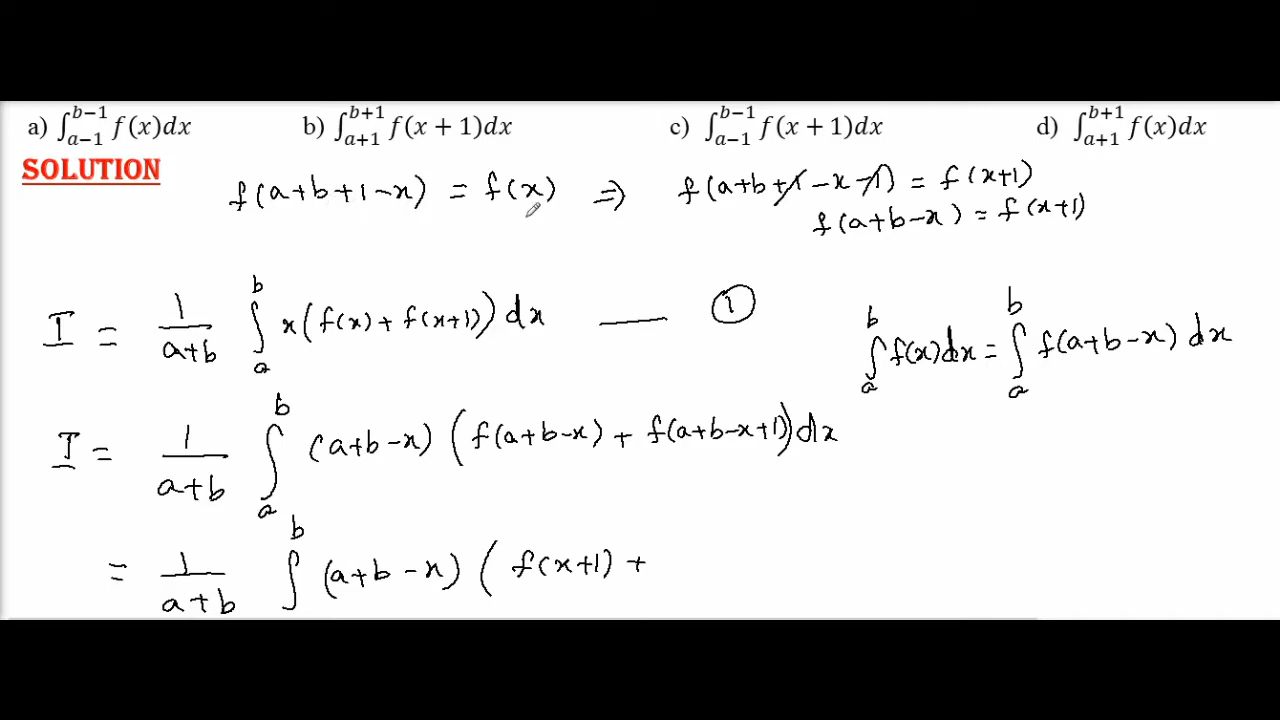 a) ∫_{a−1}^{b−1} f(x)dx b) ∫_{a+1}^{b+1} f(x + 1)dx c) ∫_{a−1}^{b−1} f(x + 1)dx d) ∫_{a+1}^{b+1} f(x)dx
SOLUTION
f(a+b+1−x) = f(x) ⇒ f(a+b+1−x−1) = f(x+1)
f(a+b−x) = f(x+1)
I = 1/(a+b) ∫_a^b x(f(x) + f(x+1)) dx —— ①
∫_a^b f(x)dx = ∫_a^b f(a+b−x) dx
I = 1/(a+b) ∫_a^b (a+b−x) (f(a+b−x) + f(a+b−x+1)) dx
= 1/(a+b) ∫^b (a+b−x) ( f(x+1) +